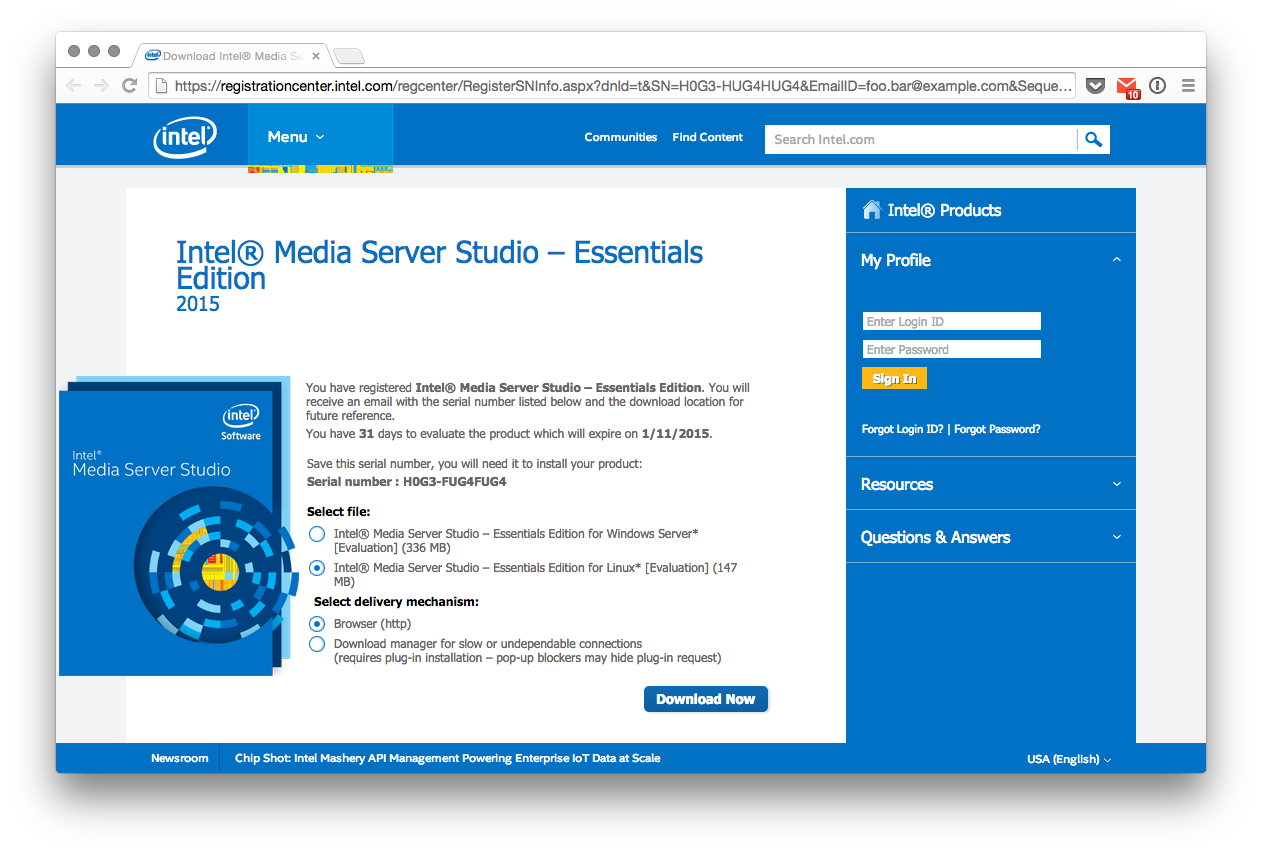 Download Intel® Media Se
https://registrationcenter.intel.com/regcenter/RegisterSNInfo.aspx?dnld=t&SN=H0G3-HUG4HUG4&EmailID=foo.bar@example.com&Seque...
10
intel
Menu
Communities
Find Content
Search Intel.com
Intel® Media Server Studio – Essentials
Edition
2015
intel
Software
Intel®
Media Server Studio
You have registered Intel® Media Server Studio – Essentials Edition. You will
receive an email with the serial number listed below and the download location for
future reference.
You have 31 days to evaluate the product which will expire on 1/11/2015.
Save this serial number, you will need it to install your product:
Serial number : H0G3-FUG4FUG4
Select file:
Intel® Media Server Studio – Essentials Edition for Windows Server*
[Evaluation] (336 MB)
Intel® Media Server Studio – Essentials Edition for Linux* [Evaluation] (147
MB)
Select delivery mechanism:
Browser (http)
Download manager for slow or undependable connections
(requires plug-in installation – pop-up blockers may hide plug-in request)
Download Now
Intel® Products
My Profile
Enter Login ID
Enter Password
Sign In
Forgot Login ID? | Forgot Password?
Resources
Questions & Answers
Newsroom
Chip Shot: Intel Mashery API Management Powering Enterprise IoT Data at Scale
USA (English)